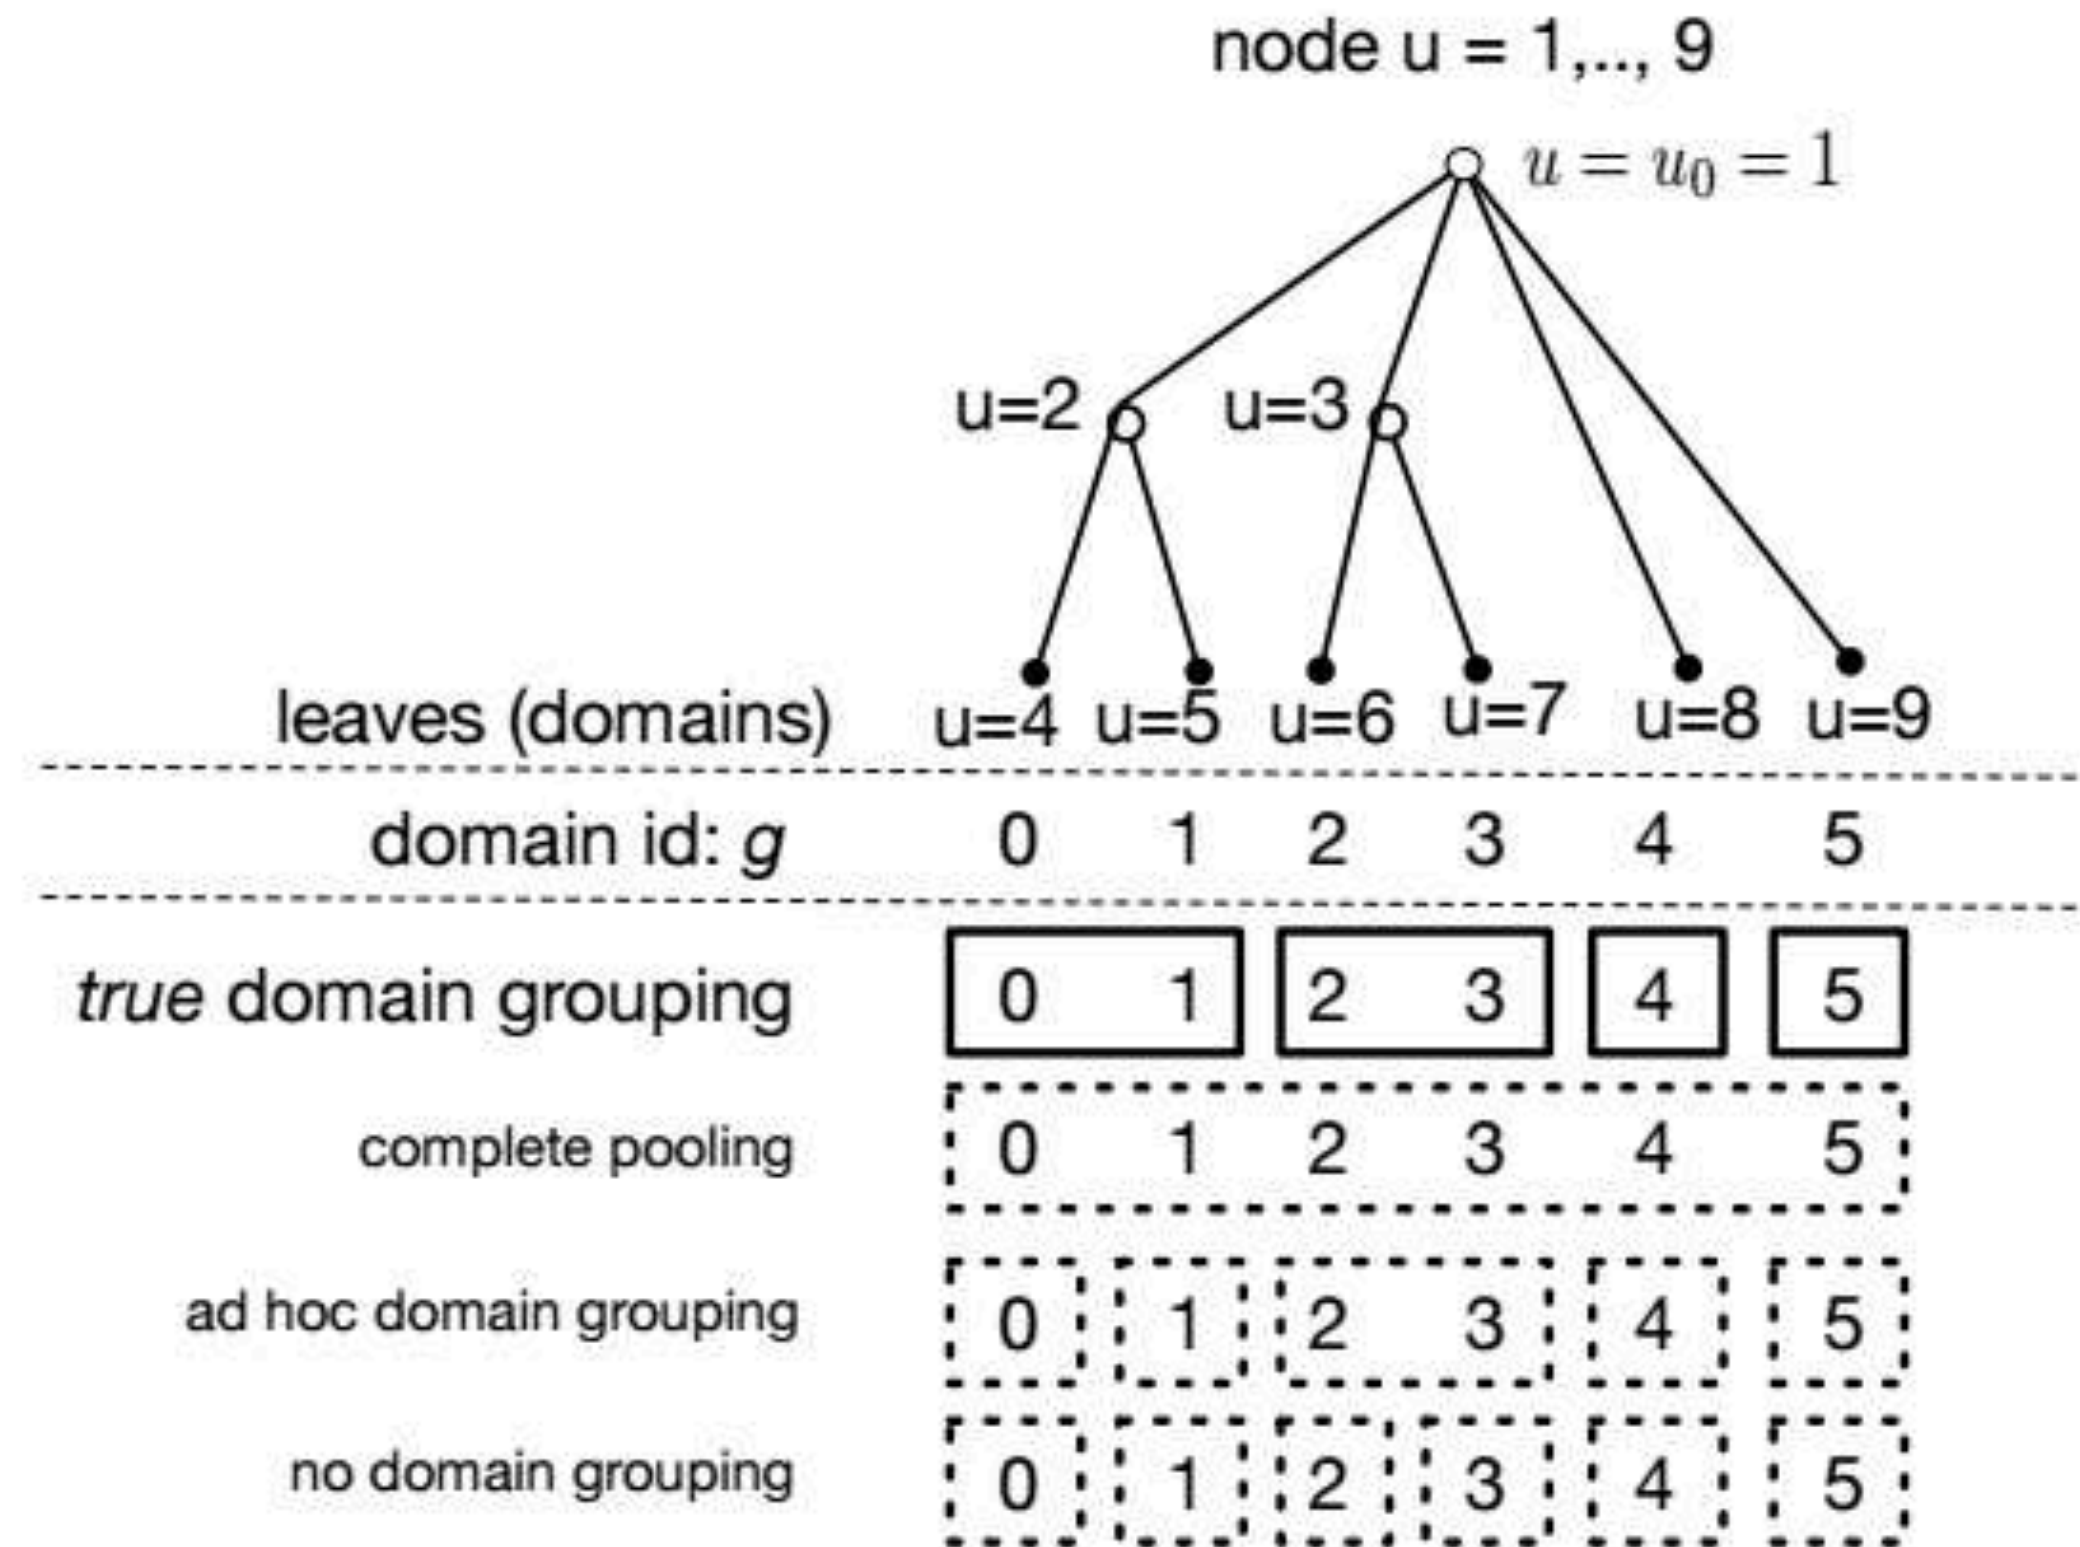 node u = 1,.., 9
u = u₀ = 1
u=2 u=3
leaves (domains) u=4 u=5 u=6 u=7 u=8 u=9
domain id: g 0 1 2 3 4 5
true domain grouping 0 1 2 3 4 5
complete pooling 0 1 2 3 4 5
ad hoc domain grouping 0 1 2 3 4 5
no domain grouping 0 1 2 3 4 5